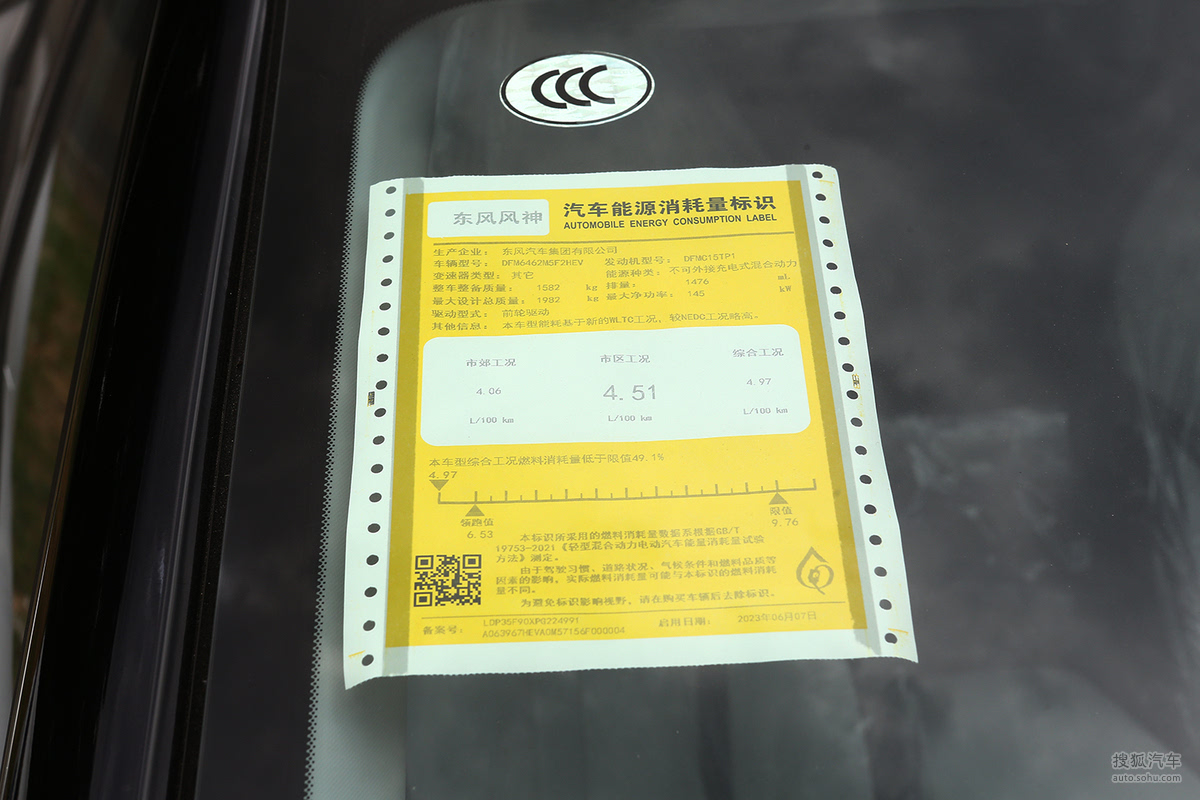 CCC
东风风神
汽车能源消耗量标识
AUTOMOBILE ENERGY CONSUMPTION LABEL
生产企业： 东风汽车集团有限公司
车辆型号： DFM6462M5F2HEV 发动机型号： DFMC15TP1
变速器类型： 其它 能源种类： 不可外接充电式混合动力
整车整备质量： 1582 kg 排量： 1476 mL
最大设计总质量： 1982 kg 最大净功率： 145 kW
驱动型式： 前轮驱动
其他信息： 本车型能耗基于新的WLTC工况，较NEDC工况略高。
市郊工况 市区工况 综合工况
4.06 4.51 4.97
L/100 km L/100 km L/100 km
本车型综合工况燃料消耗量低于限值49.1%
4.97
领跑值 限值
6.53 9.76
本标识所采用的燃料消耗量数据系根据GB/T
19753-2021《轻型混合动力电动汽车能量消耗量试验
方法》测定。
由于驾驶习惯、道路状况、气候条件和燃料品质等
因素的影响，实际燃料消耗量可能与本标识的燃料消耗
量不同。
为避免标识影响视野，请在购买车辆后去除标识。
备案号： LDP35F90XPG224991 启用日期： 2023年06月07日
A063967HEVA0M57156F000004
搜狐汽车
auto.sohu.com